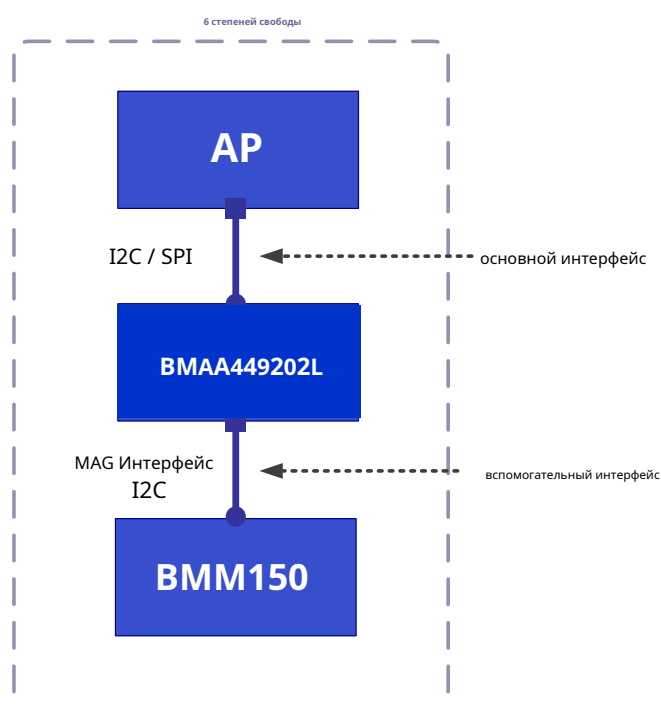 6 степеней свободы
AP
I2C / SPI
основной интерфейс
BMAA449202L
MAG Интерфейс
I2C
вспомогательный интерфейс
BMM150